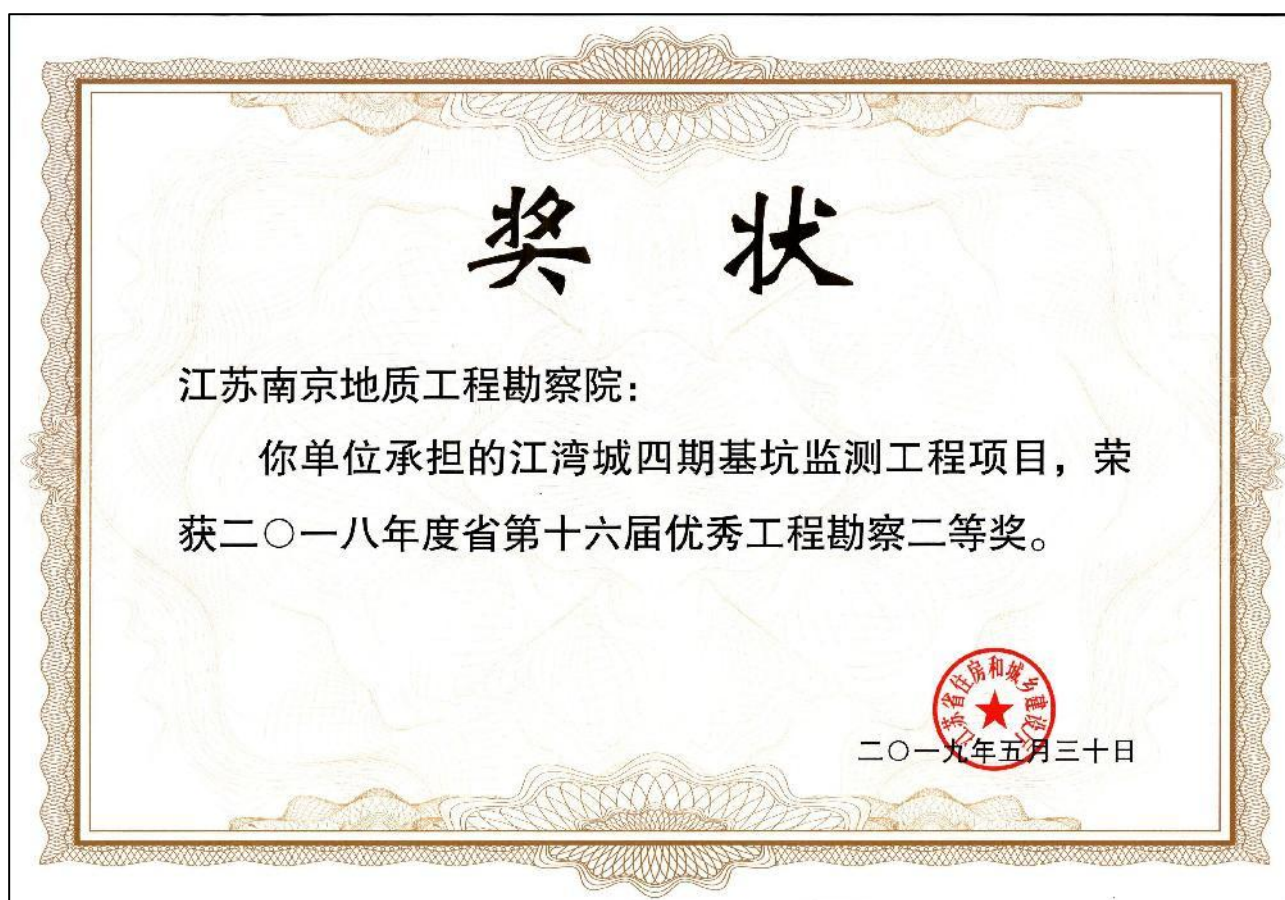 奖 状
江苏南京地质工程勘察院：
你单位承担的江湾城四期基坑监测工程项目，荣
获二〇一八年度省第十六届优秀工程勘察二等奖。
江苏省住房和城乡建设厅
二〇一九年五月三十日